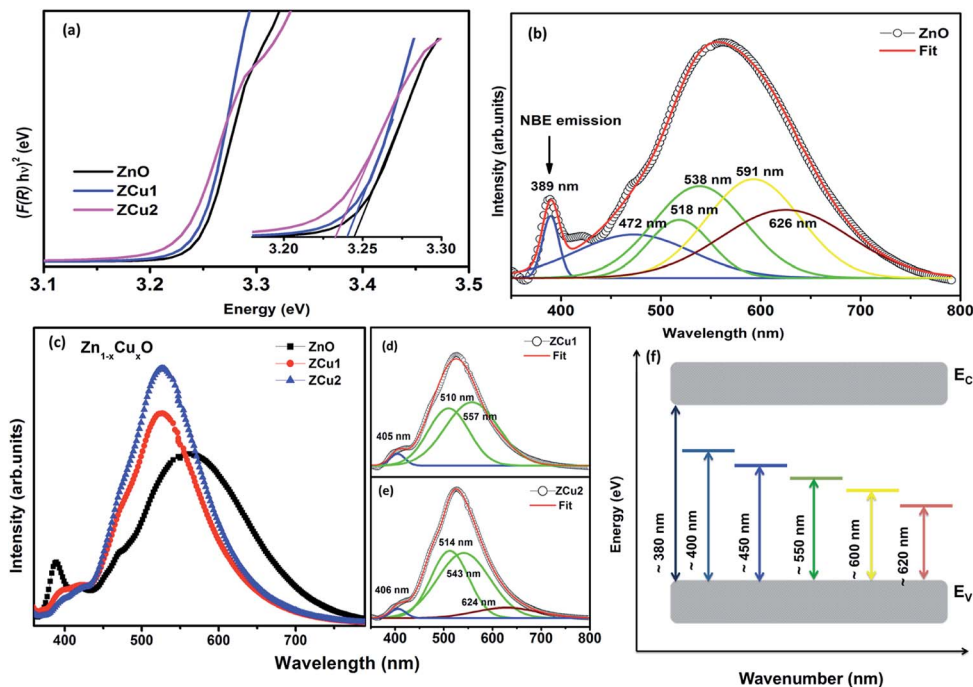 (a)
(F(R) hν)² (eV)
ZnO
ZCu1
ZCu2
3.20 3.25 3.30
3.1 3.2 3.3 3.4 3.5
Energy (eV)
(b)
ZnO
Fit
Intensity (arb.units)
NBE emission
389 nm
472 nm
518 nm
538 nm
591 nm
626 nm
400 500 600 700 800
Wavelength (nm)
(c) Zn1-xCuxO
ZnO
ZCu1
ZCu2
Intensity (arb.units)
400 500 600 700
Wavelength (nm)
(d)
ZCu1
Fit
405 nm
510 nm
557 nm
(e)
ZCu2
Fit
406 nm
514 nm
543 nm
624 nm
400 500 600 700 800
(f)
EC
Energy (eV)
~ 380 nm
~ 400 nm
~ 450 nm
~ 550 nm
~ 600 nm
~ 620 nm
EV
Wavenumber (nm)